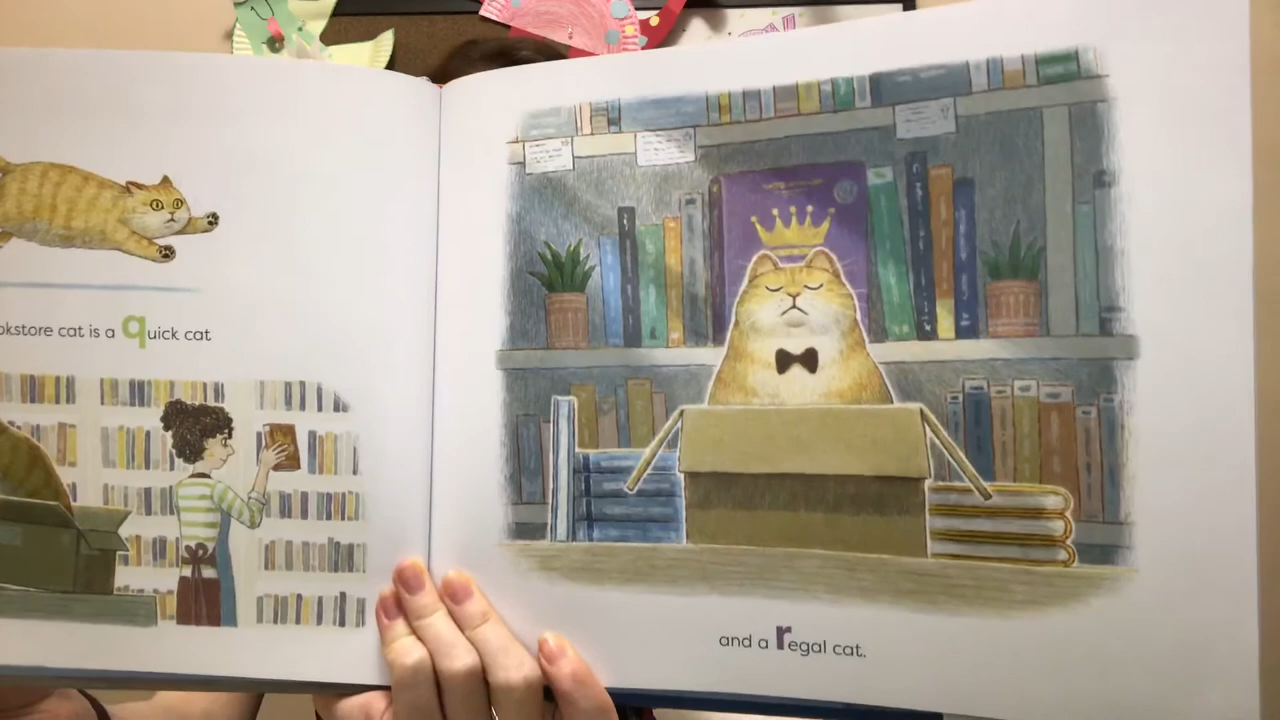 okstore cat is a quick cat
and a regal cat.